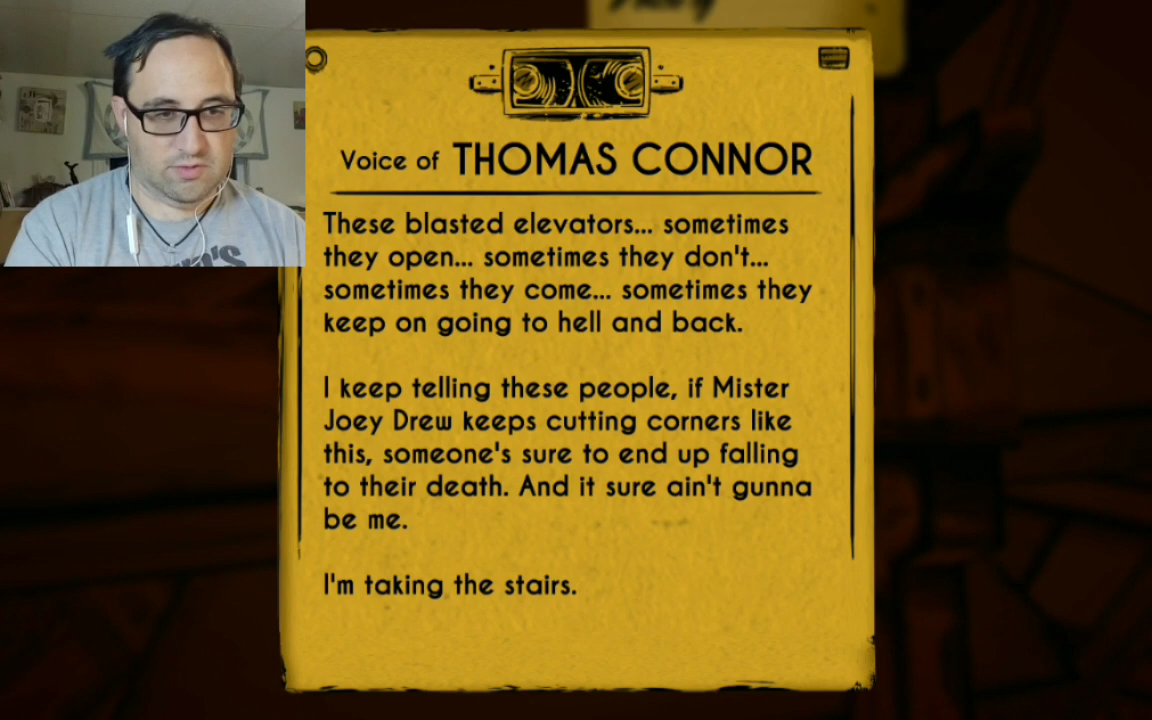 Voice of THOMAS CONNOR
These blasted elevators... sometimes
they open... sometimes they don't...
sometimes they come... sometimes they
keep on going to hell and back.
I keep telling these people, if Mister
Joey Drew keeps cutting corners like
this, someone's sure to end up falling
to their death. And it sure ain't gunna
be me.
I'm taking the stairs.